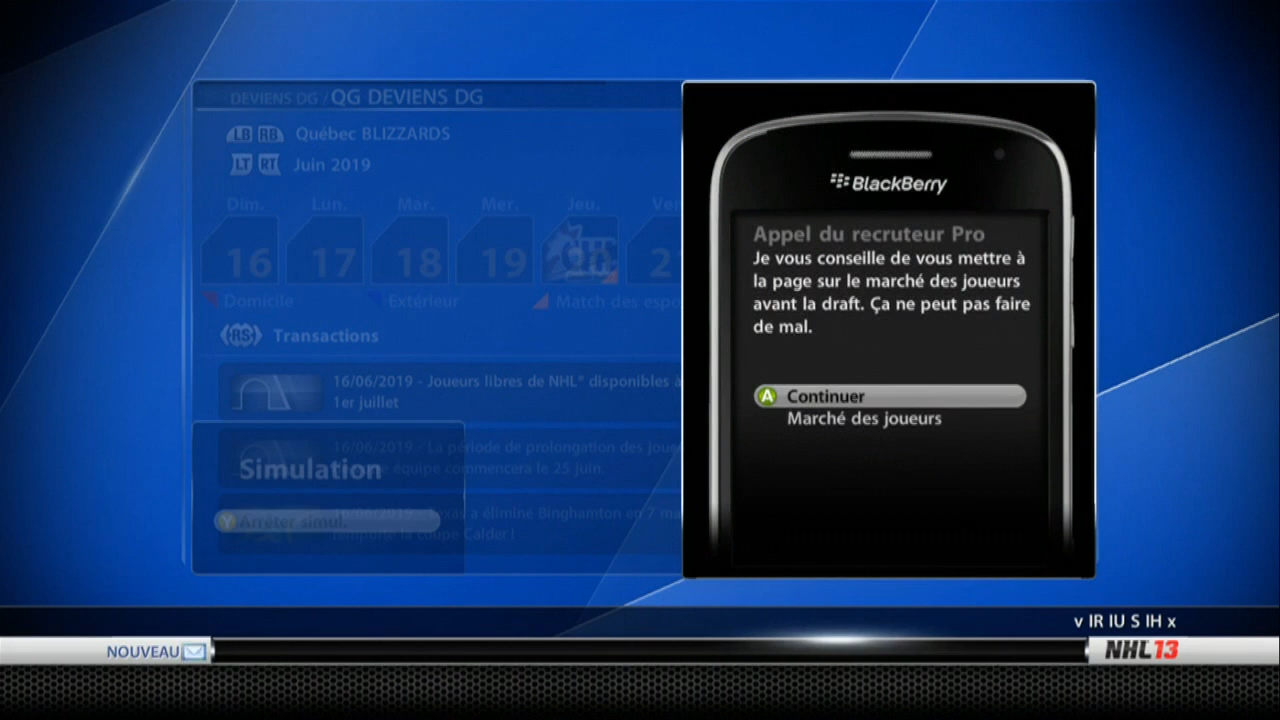 DEVIENS DG / QG DEVIENS DG
LB RB Québec BLIZZARDS
LT RT Juin 2019
Dim. Lun. Mar. Mer. Jeu.
16 17 18 19 20
Domicile Extérieur Match des
RS Transactions
16/06/2019 - Joueurs libres de NHL* disponibles
1er juillet
16/06/2019 - La période de prolongation des
équipe commencera le 25 juin.
Simulation
a éliminé Binghamton en 7
Y Arrêter simul.
coupe Calder !
BlackBerry
Appel du recruteur Pro
Je vous conseille de vous mettre à
la page sur le marché des joueurs
avant la draft. Ça ne peut pas faire
de mal.
A Continuer
Marché des joueurs
v IR IU S IH x
NOUVEAU
NHL 13